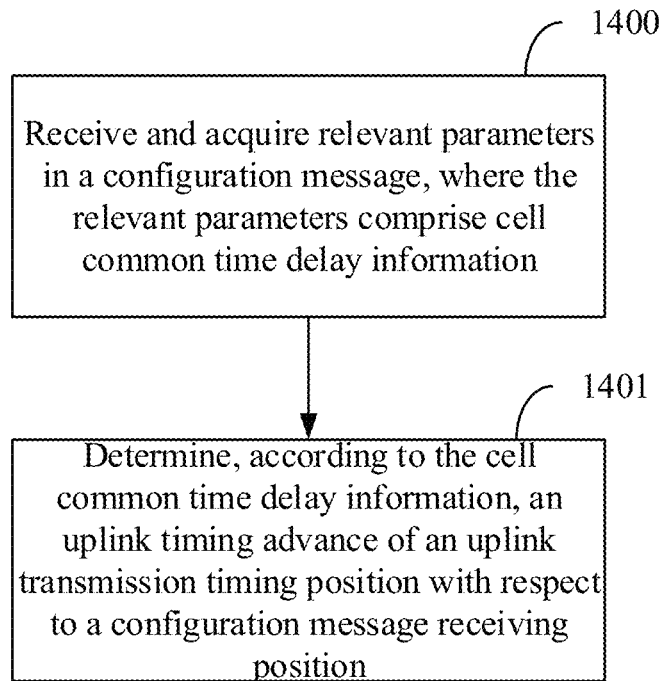 1400
Receive and acquire relevant parameters
in a configuration message, where the
relevant parameters comprise cell
common time delay information
1401
Determine, according to the cell
common time delay information, an
uplink timing advance of an uplink
transmission timing position with respect
to a configuration message receiving
position